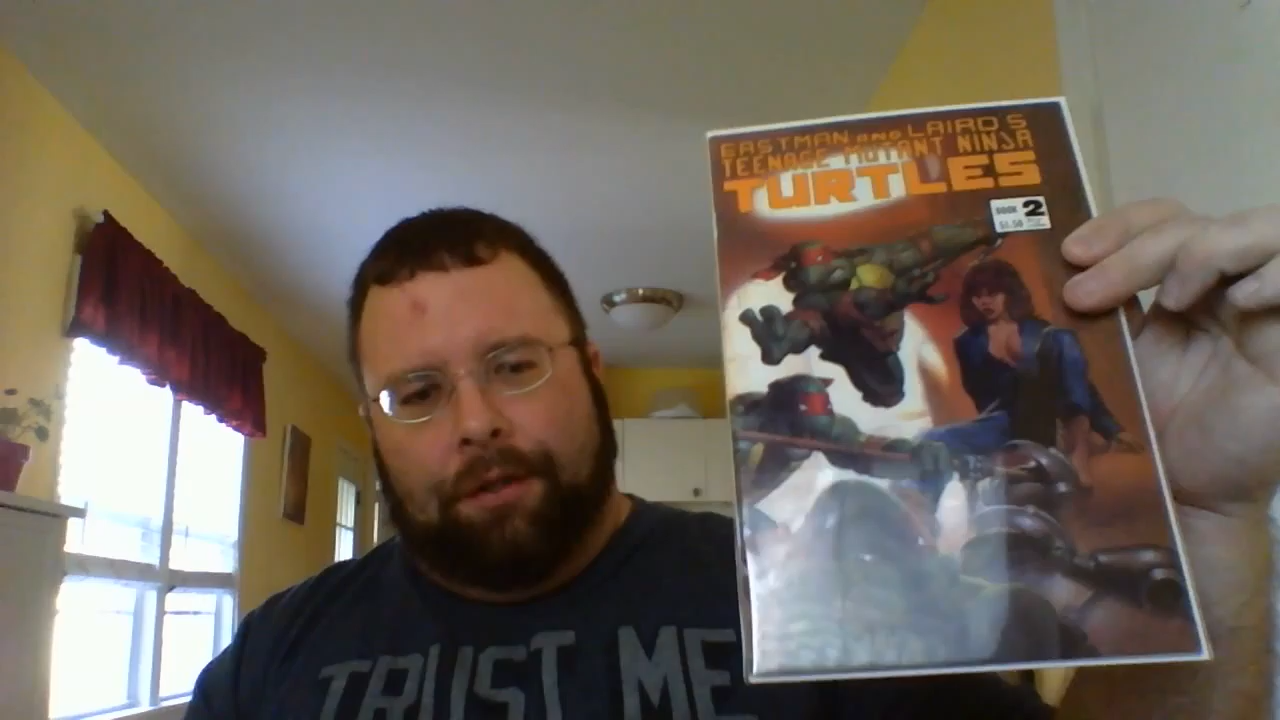 EASTMAN AND LAIRD'S
TEENAGE MUTANT NINJA
TURTLES
BOOK 2
$1.50
TRUST ME